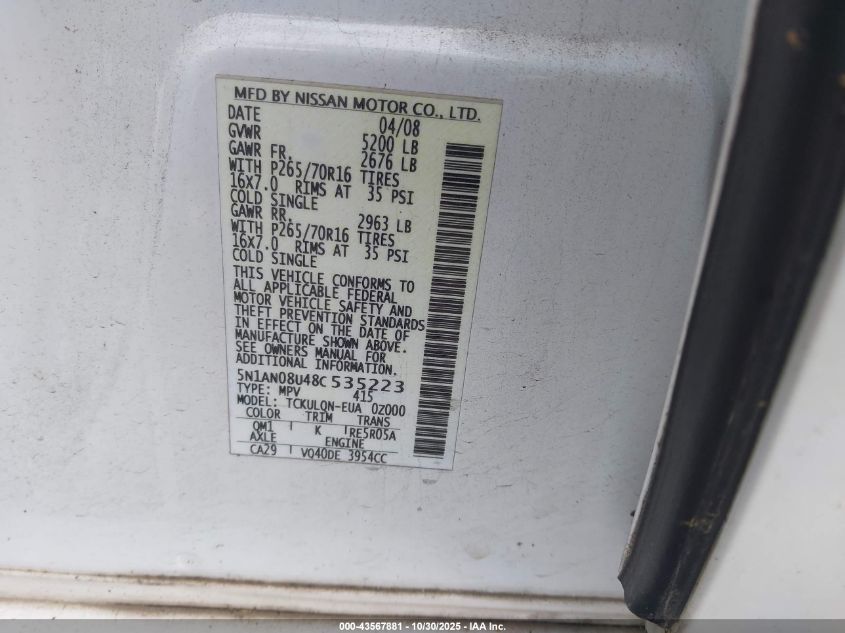 MFD BY NISSAN MOTOR CO., LTD.
DATE 04/08
GVWR 5200 LB
GAWR FR. 2676 LB
WITH P265/70R16 TIRES
16X7.0 RIMS AT 35 PSI
COLD SINGLE
GAWR RR. 2963 LB
WITH P265/70R16 TIRES
16X7.0 RIMS AT 35 PSI
COLD SINGLE
THIS VEHICLE CONFORMS TO
ALL APPLICABLE FEDERAL
MOTOR VEHICLE SAFETY AND
THEFT PREVENTION STANDARDS
IN EFFECT ON THE DATE OF
MANUFACTURE SHOWN ABOVE.
SEE OWNERS MANUAL FOR
ADDITIONAL INFORMATION.
5N1AN08U48C535223
TYPE: MPV 415
MODEL: TCKULQN-EUA 0Z000
COLOR TRIM TRANS
QM1 K RE5R05A
AXLE ENGINE
CA29 VQ40DE 3954CC
000-43567881 - 10/30/2025 - IAA Inc.